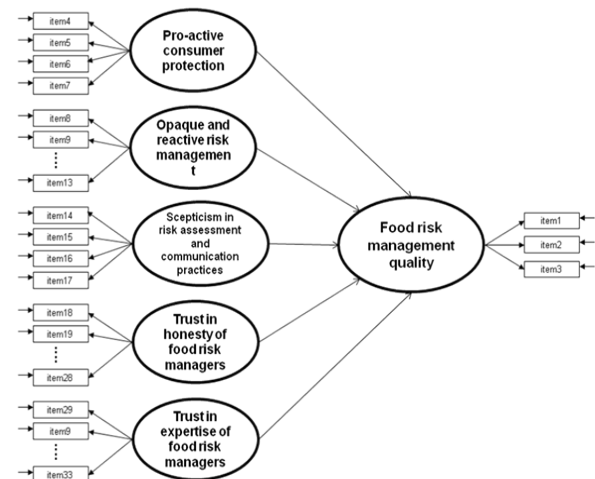 item4
item5
item6
item7
Pro-active
consumer
protection
item8
item9
item13
Opaque and
reactive risk
managemen
t
item14
item15
item16
item17
Scepticism in
risk assessment
and
communication
practices
item18
item19
item28
Trust in
honesty of
food risk
managers
item29
item9
item33
Trust in
expertise of
food risk
managers
Food risk
management
quality
item1
item2
item3